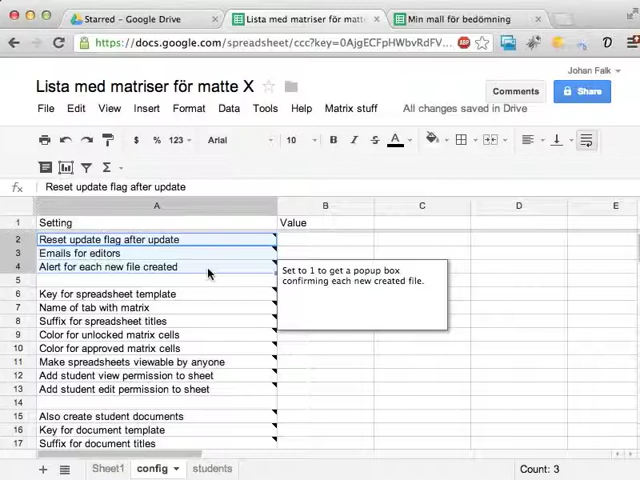 Starred - Google Drive
Lista med matriser för matte
Min mall för bedömning
https://docs.google.com/spreadsheet/ccc?key=0AjgECFpHWbvRdFV...
ABP
D
Johan Falk
Lista med matriser för matte X
Comments
Share
File Edit View Insert Format Data Tools Help Matrix stuff All changes saved in Drive
$ % 123 Arial 10 B I S A
Σ
fx Reset update flag after update
A B C D E
1 Setting Value
2 Reset update flag after update
3 Emails for editors
4 Alert for each new file created
Set to 1 to get a popup box
confirming each new created file.
5
6 Key for spreadsheet template
7 Name of tab with matrix
8 Suffix for spreadsheet titles
9 Color for unlocked matrix cells
10 Color for approved matrix cells
11 Make spreadsheets viewable by anyone
12 Add student view permission to sheet
13 Add student edit permission to sheet
14
15 Also create student documents
16 Key for document template
17 Suffix for document titles
Sheet1 config students
Count: 3